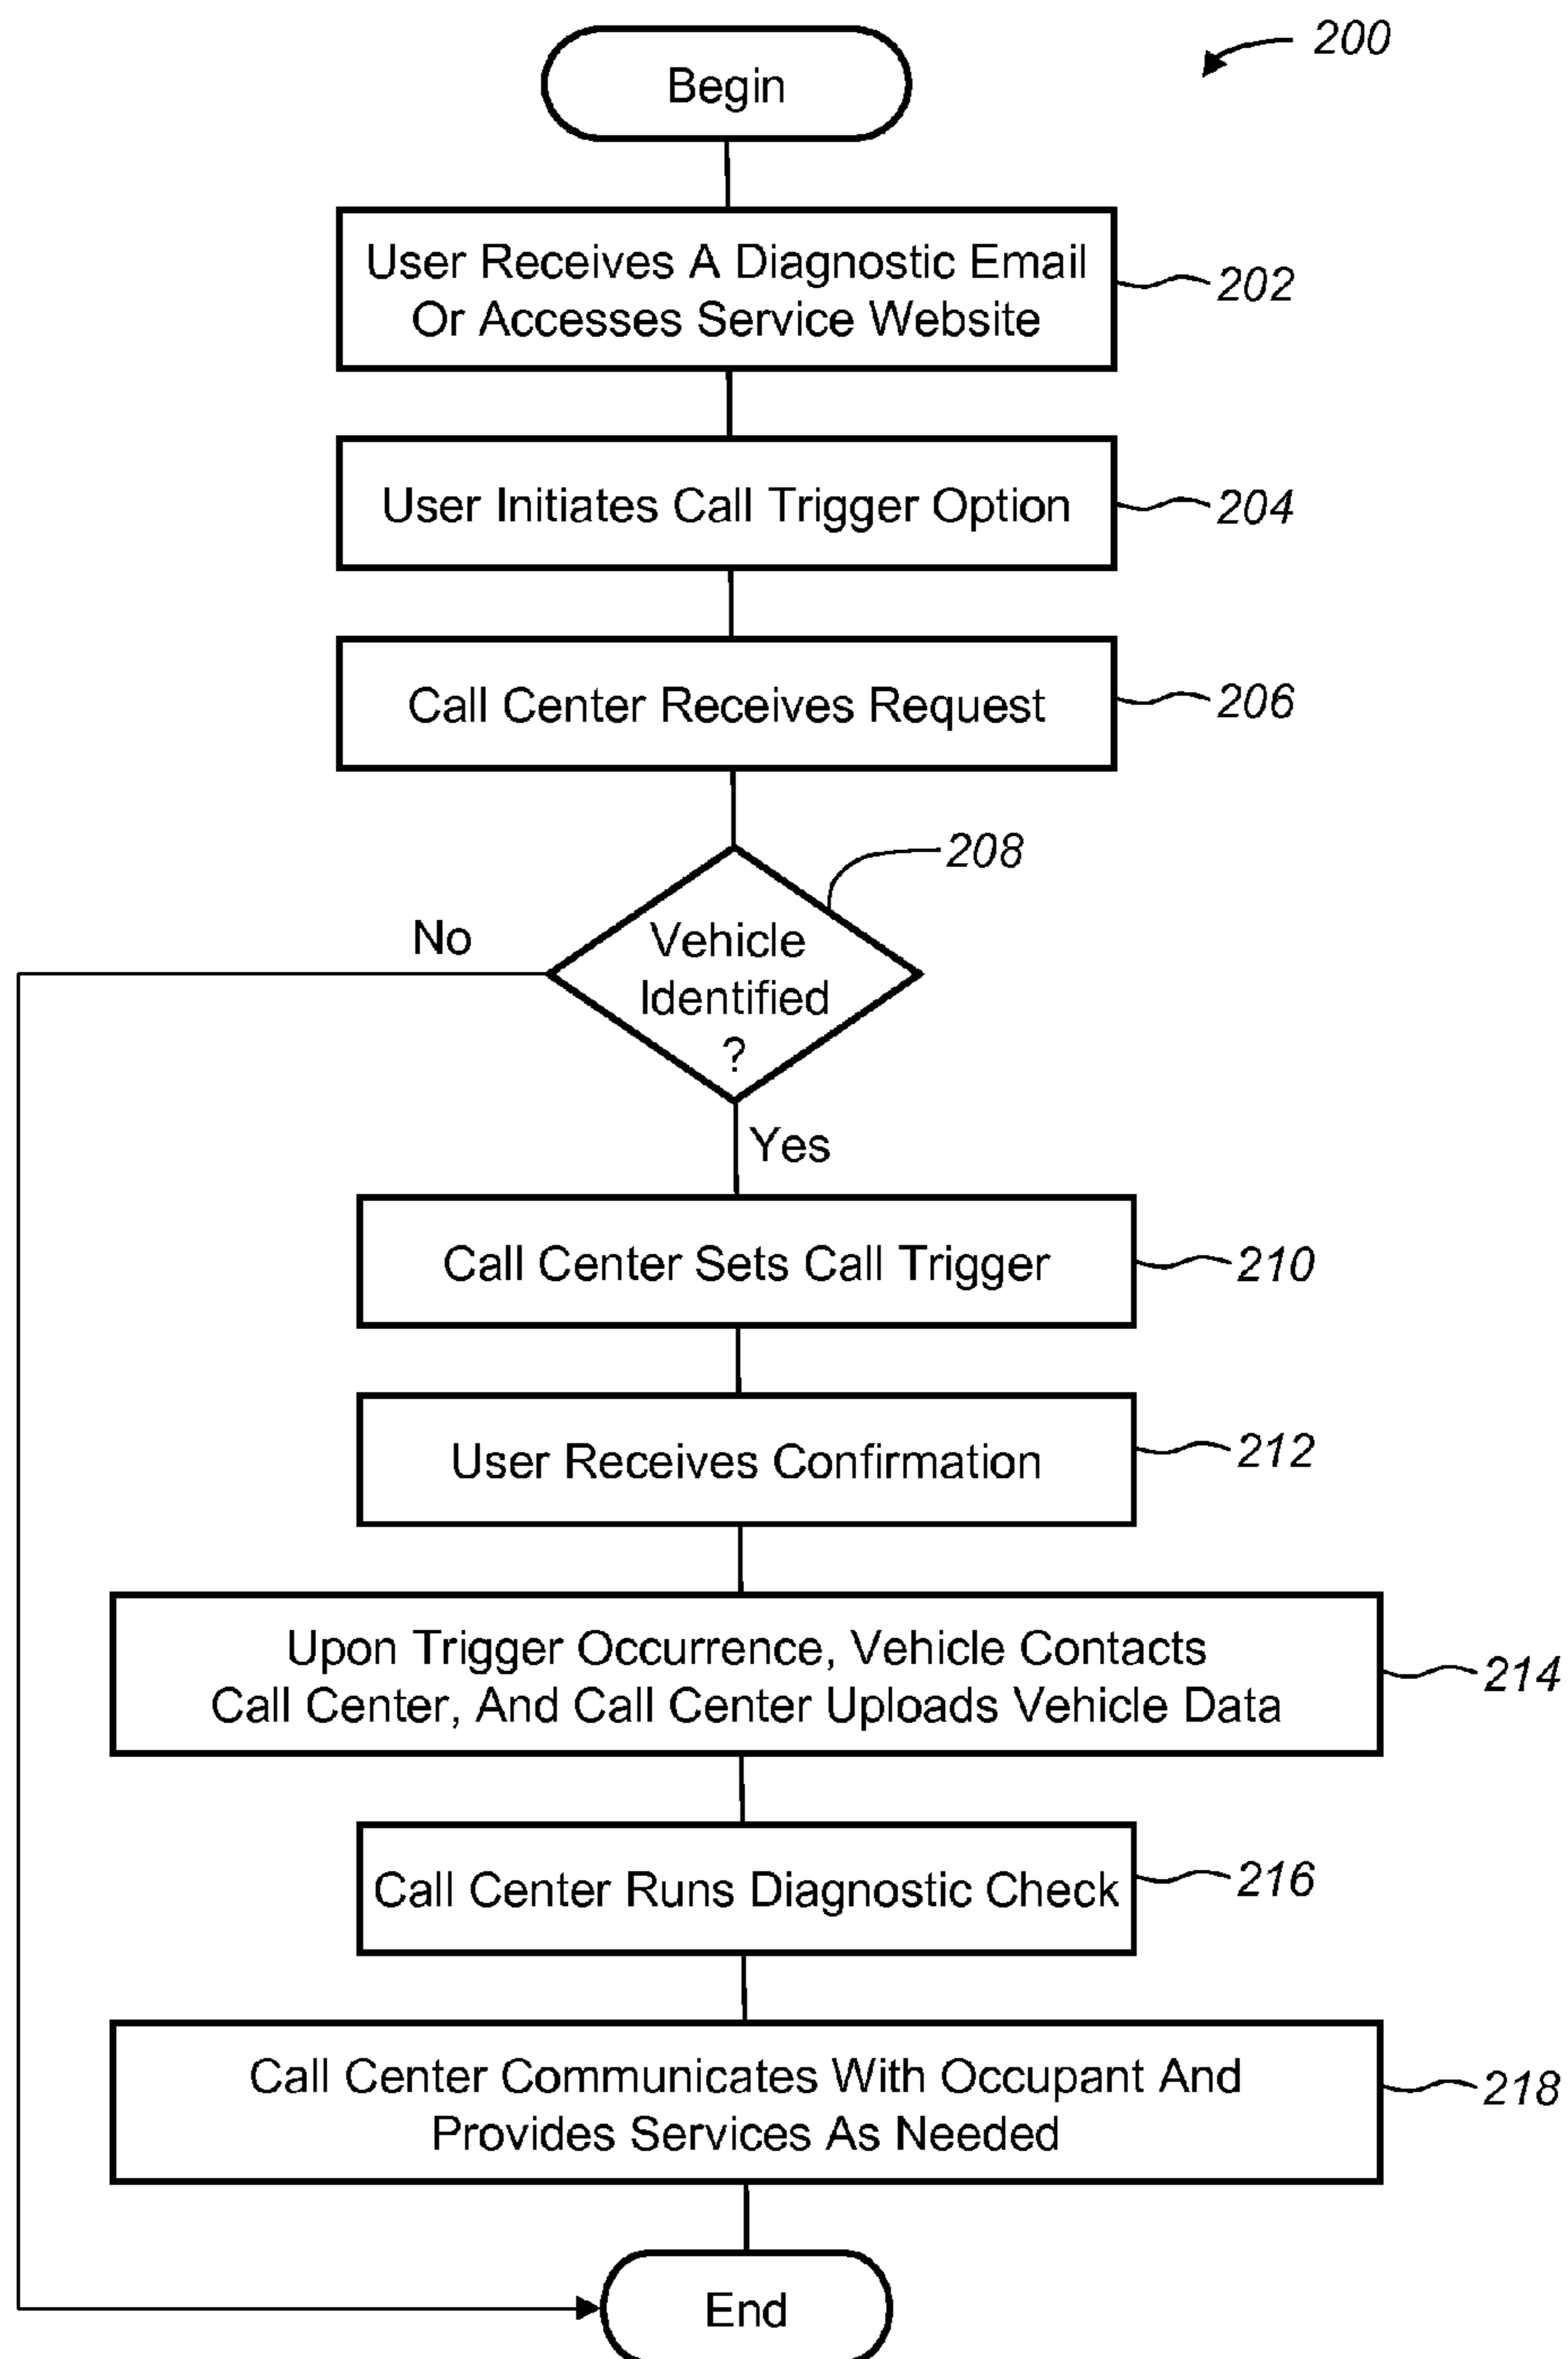 200
Begin
User Receives A Diagnostic Email
Or Accesses Service Website
202
User Initiates Call Trigger Option
204
Call Center Receives Request
206
208
No
Vehicle
Identified
?
Yes
Call Center Sets Call Trigger
210
User Receives Confirmation
212
Upon Trigger Occurrence, Vehicle Contacts
Call Center, And Call Center Uploads Vehicle Data
214
Call Center Runs Diagnostic Check
216
Call Center Communicates With Occupant And
Provides Services As Needed
218
End